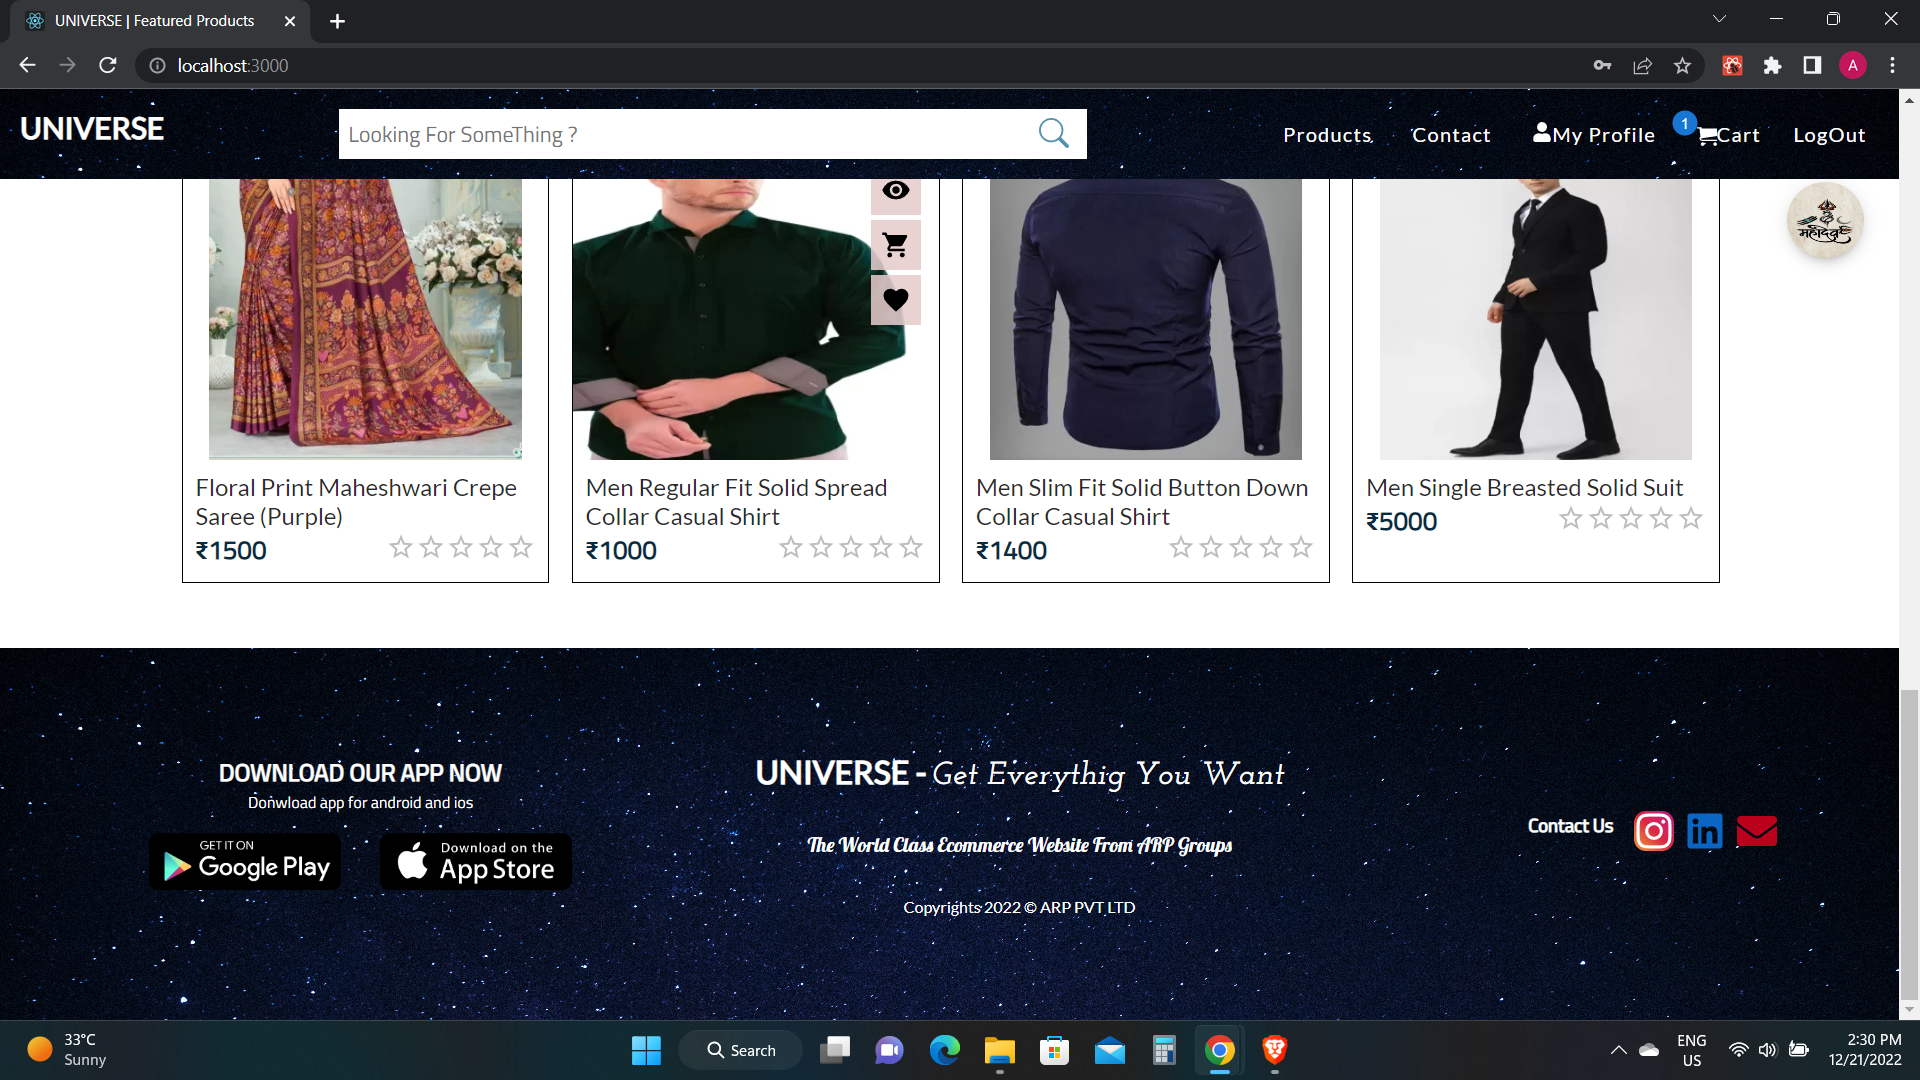 UNIVERSE | Featured Products
localhost:3000
A
UNIVERSE
Looking For SomeThing ?
Products
Contact
My Profile
1
Cart
LogOut
महादेव
Floral Print Maheshwari Crepe
Saree (Purple)
₹1500
Men Regular Fit Solid Spread
Collar Casual Shirt
₹1000
Men Slim Fit Solid Button Down
Collar Casual Shirt
₹1400
Men Single Breasted Solid Suit
₹5000
DOWNLOAD OUR APP NOW
Donwload app for android and ios
GET IT ON
Google Play
Download on the
App Store
UNIVERSE - Get Everythig You Want
The World Class Ecommerce Website From ARP Groups
Copyrights 2022 © ARP PVT LTD
Contact Us
in
33°C
Sunny
Search
ENG
US
2:30 PM
12/21/2022